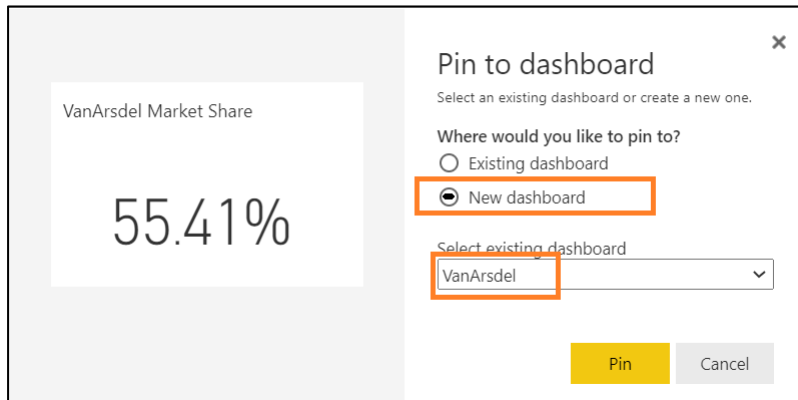 VanArsdel Market Share
55.41%
Pin to dashboard
Select an existing dashboard or create a new one.
Where would you like to pin to?
Existing dashboard
New dashboard
Select existing dashboard
VanArsdel
Pin
Cancel